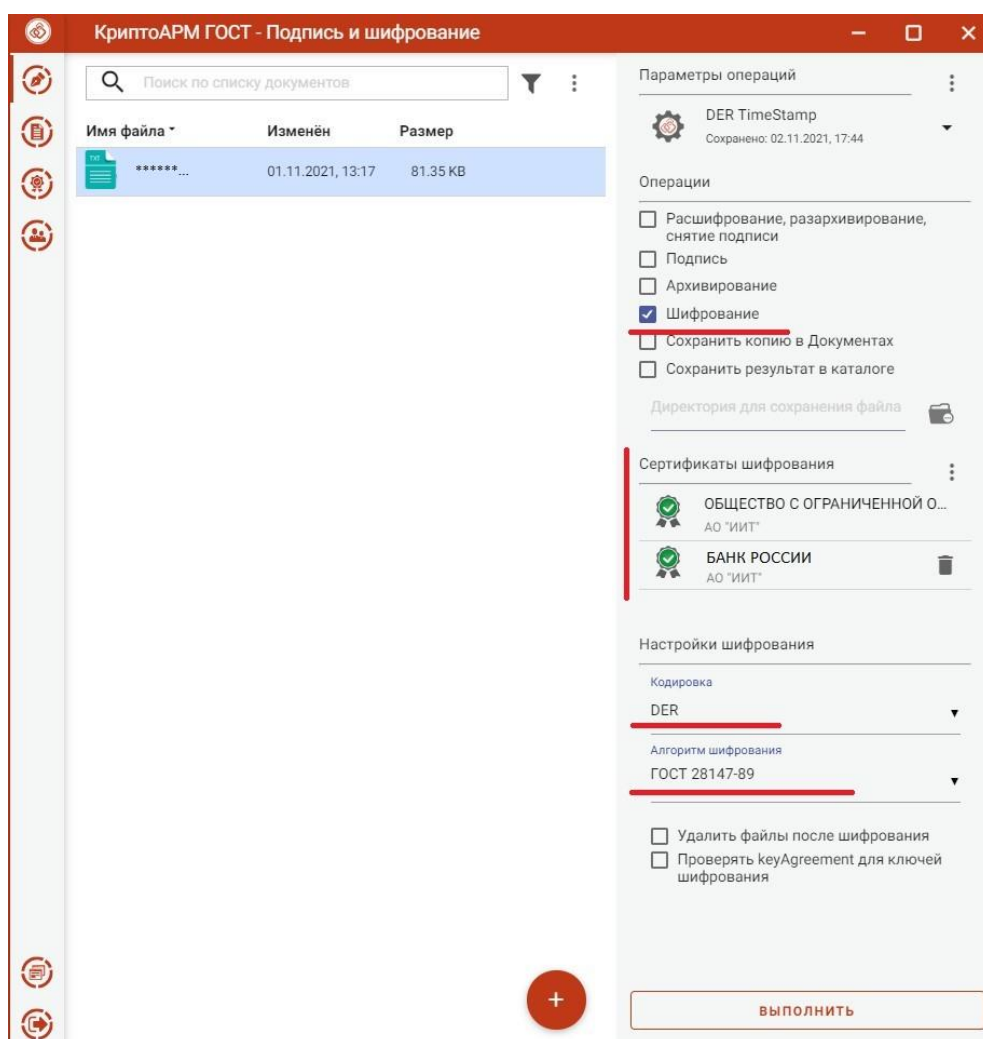 КриптоАРМ ГОСТ - Подпись и шифрование
Поиск по списку документов
Имя файла Изменён Размер
TXT ******... 01.11.2021, 13:17 81.35 KB
Параметры операций
DER TimeStamp
Сохранено: 02.11.2021, 17:44
Операции
Расшифрование, разархивирование,
снятие подписи
Подпись
Архивирование
Шифрование
Сохранить копию в Документах
Сохранить результат в каталоге
Директория для сохранения файла
Сертификаты шифрования
ОБЩЕСТВО С ОГРАНИЧЕННОЙ О...
АО "ИИТ"
БАНК РОССИИ
АО "ИИТ"
Настройки шифрования
Кодировка
DER
Алгоритм шифрования
ГОСТ 28147-89
Удалить файлы после шифрования
Проверять keyAgreement для ключей
шифрования
ВЫПОЛНИТЬ